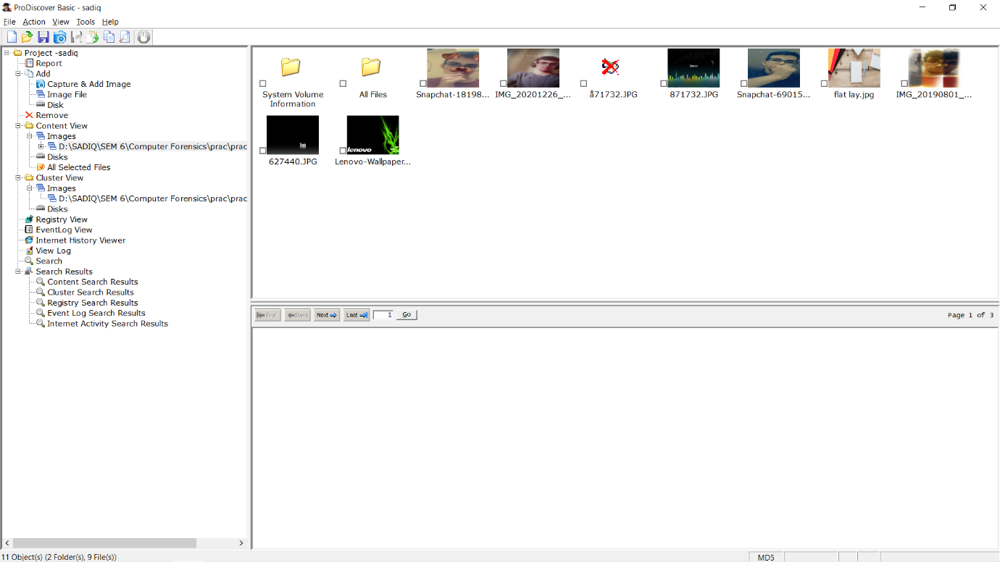 ProDiscover Basic - sadiq
File Action View Tools Help
Project -sadiq
Report
Add
Capture & Add Image
Image File
Disk
Remove
Content View
Images
D:\SADIQ\SEM 6\Computer Forensics\prac\prac
Disks
All Selected Files
Cluster View
Images
D:\SADIQ\SEM 6\Computer Forensics\prac\prac
Disks
Registry View
EventLog View
Internet History Viewer
View Log
Search
Search Results
Content Search Results
Cluster Search Results
Registry Search Results
Event Log Search Results
Internet Activity Search Results
System Volume
Information
All Files
Snapchat-18198...
IMG_20201226_...
å71732.JPG
871732.JPG
Snapchat-69015...
flat lay.jpg
IMG_20190801_...
627440.JPG
lenovo
Lenovo-Wallpaper...
First Back Next Last 1 Go Page 1 of 3
11 Object(s) (2 Folder(s), 9 File(s)) MD5